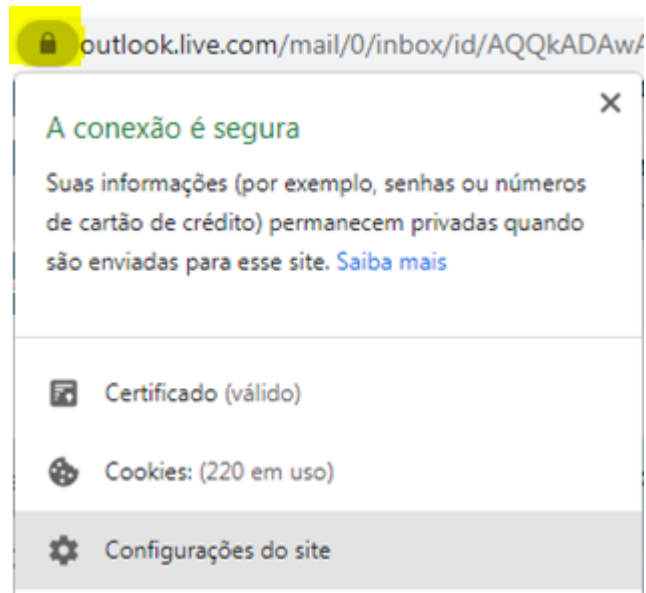 outlook.live.com/mail/0/inbox/id/AQQkADAwA
A conexão é segura
Suas informações (por exemplo, senhas ou números
de cartão de crédito) permanecem privadas quando
são enviadas para esse site. Saiba mais
Certificado (válido)
Cookies: (220 em uso)
Configurações do site